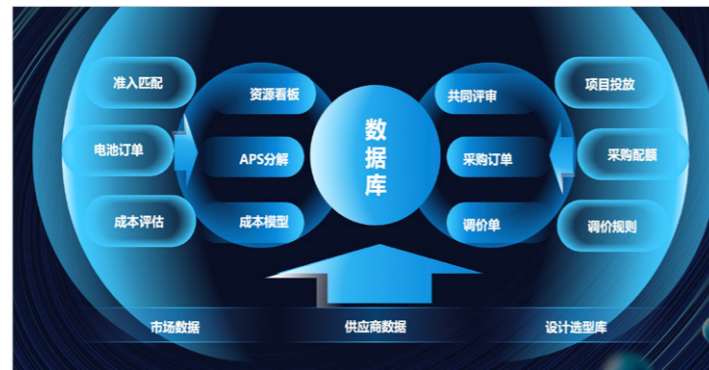 准入匹配
资源看板
共同评审
项目投放
数据库
电池订单
APS分解
采购订单
采购配额
成本评估
成本模型
调价单
调价规则
市场数据
供应商数据
设计选型库